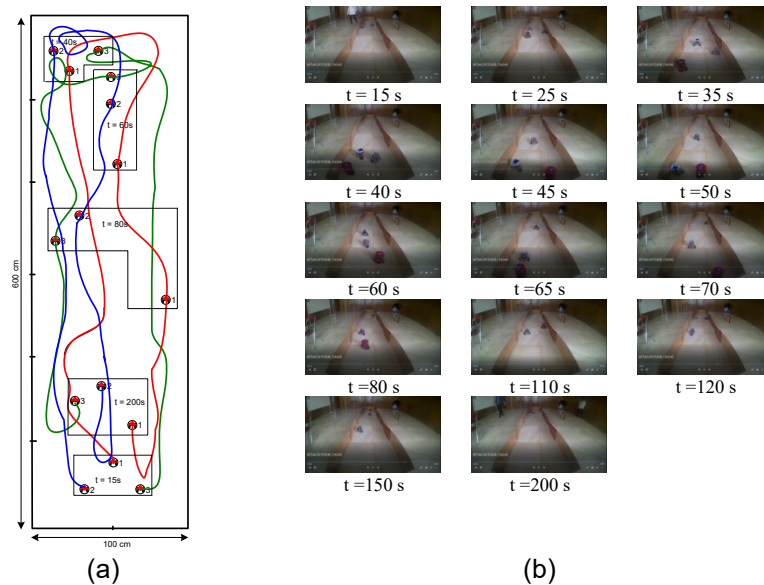 t = 40s
2
3
1
3
2
t = 60s
1
2
t = 80s
3
1
2
3
t = 200s
1
1
t = 15s
2
3
600 cm
100 cm
(a)
t = 15 s
t = 25 s
t = 35 s
t = 40 s
t = 45 s
t = 50 s
t = 60 s
t = 65 s
t = 70 s
t = 80 s
t = 110 s
t = 120 s
t = 150 s
t = 200 s
(b)